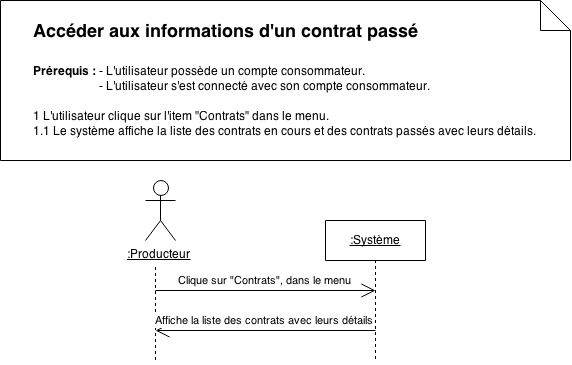 Accéder aux informations d'un contrat passé
Prérequis : - L'utilisateur possède un compte consommateur.
- L'utilisateur s'est connecté avec son compte consommateur.
1 L'utilisateur clique sur l'item "Contrats" dans le menu.
1.1 Le système affiche la liste des contrats en cours et des contrats passés avec leurs détails.
:Producteur
:Système
Clique sur "Contrats", dans le menu
Affiche la liste des contrats avec leurs détails